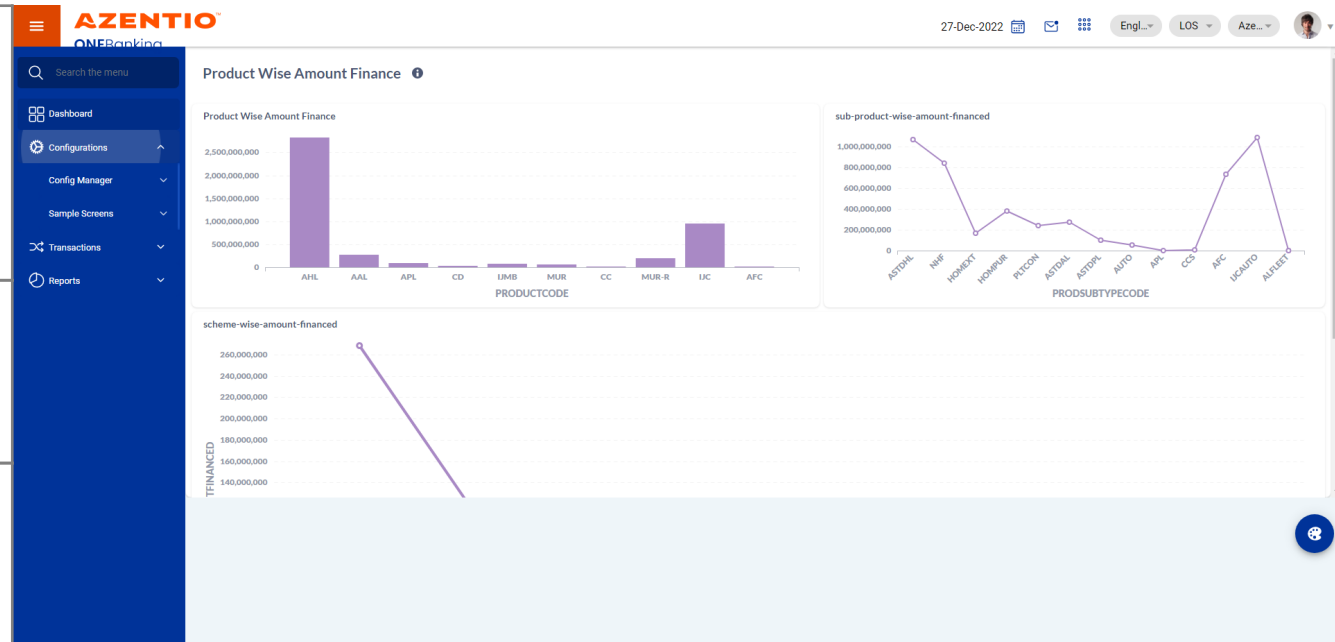 AZENTIO
ONEBanking
27-Dec-2022
Engl...
LOS
Aze...
Search the menu
Dashboard
Configurations
Config Manager
Sample Screens
Transactions
Reports
Product Wise Amount Finance
Product Wise Amount Finance
2,500,000,000
2,000,000,000
1,500,000,000
1,000,000,000
500,000,000
0
AHL AAL APL CD IJMB MUR CC MUR-R IJC AFC
PRODUCTCODE
sub-product-wise-amount-financed
1,000,000,000
800,000,000
600,000,000
400,000,000
200,000,000
0
ASTDHL NHF HOMEXT HOMPUR PLTCON ASTDAL ASTDPL AUTO APL CCS AFC IJCAUTO ALFLEET
PRODSUBTYPECODE
scheme-wise-amount-financed
260,000,000
240,000,000
220,000,000
200,000,000
180,000,000
160,000,000
140,000,000
TFINANCED